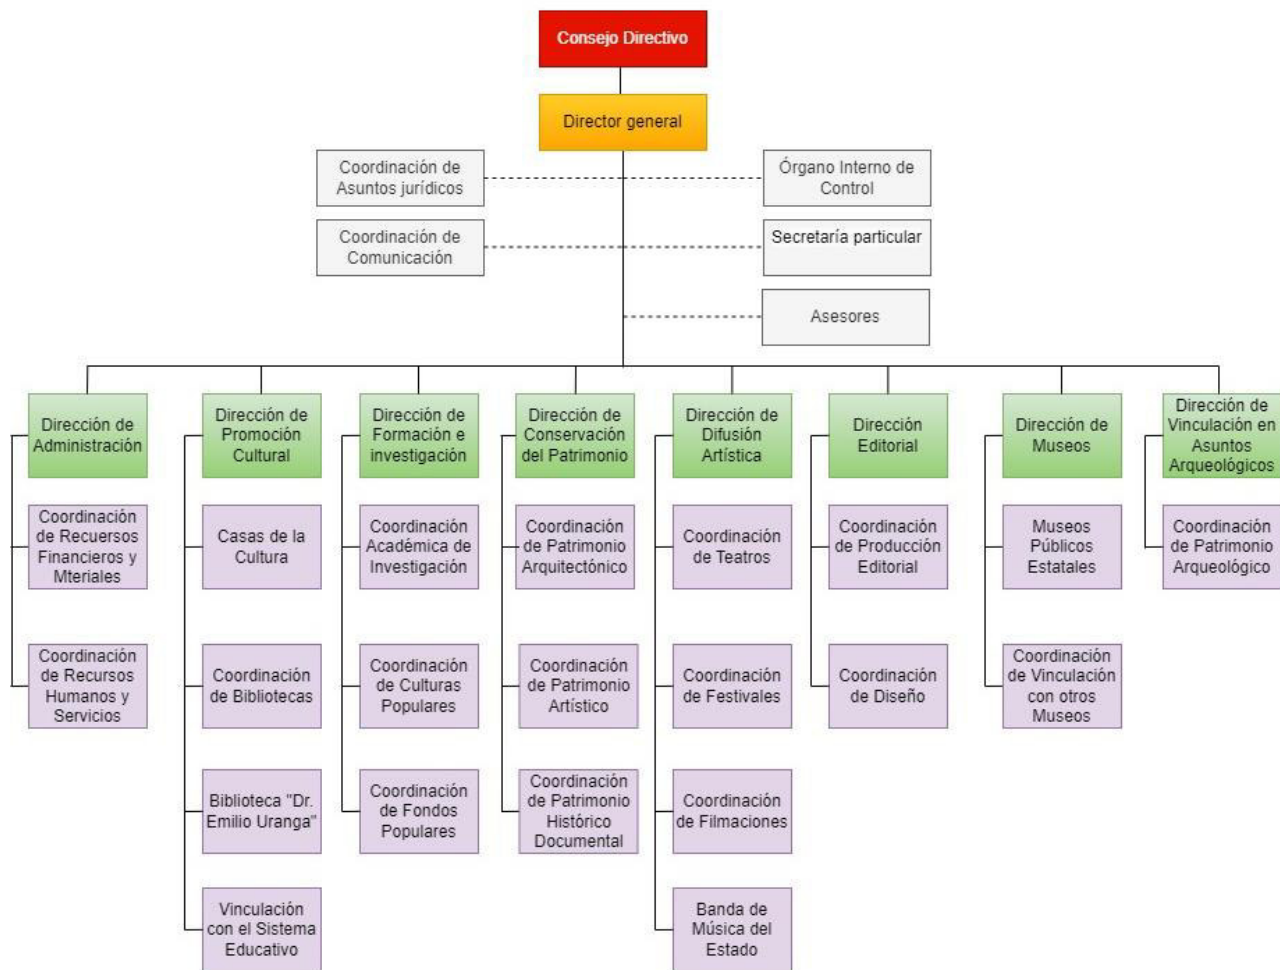 Consejo Directivo
Director general
Coordinación de
Asuntos jurídicos
Órgano Interno de
Control
Coordinación de
Comunicación
Secretaría particular
Asesores
Dirección de
Administración
Dirección de
Promoción
Cultural
Dirección de
Formación e
investigación
Dirección de
Conservación
del Patrimonio
Dirección de
Difusión
Artística
Dirección
Editorial
Dirección de
Museos
Dirección de
Vinculación en
Asuntos
Arqueológicos
Coordinación
de Recuersos
Financieros y
Mteriales
Casas de la
Cultura
Coordinación
Académica de
Investigación
Coordinación
de Patrimonio
Arquitectónico
Coordinación
de Teatros
Coordinación
de Producción
Editorial
Museos
Públicos
Estatales
Coordinación
de Patrimonio
Arqueológico
Coordinación
de Recursos
Humanos y
Servicios
Coordinación
de Bibliotecas
Coordinación
de Culturas
Populares
Coordinación
de Patrimonio
Artístico
Coordinación
de Festivales
Coordinación
de Diseño
Coordinación
de Vinculación
con otros
Museos
Biblioteca "Dr.
Emilio Uranga"
Coordinación
de Fondos
Populares
Coordinación
de Patrimonio
Histórico
Documental
Coordinación
de Filmaciones
Vinculación
con el Sistema
Educativo
Banda de
Música del
Estado